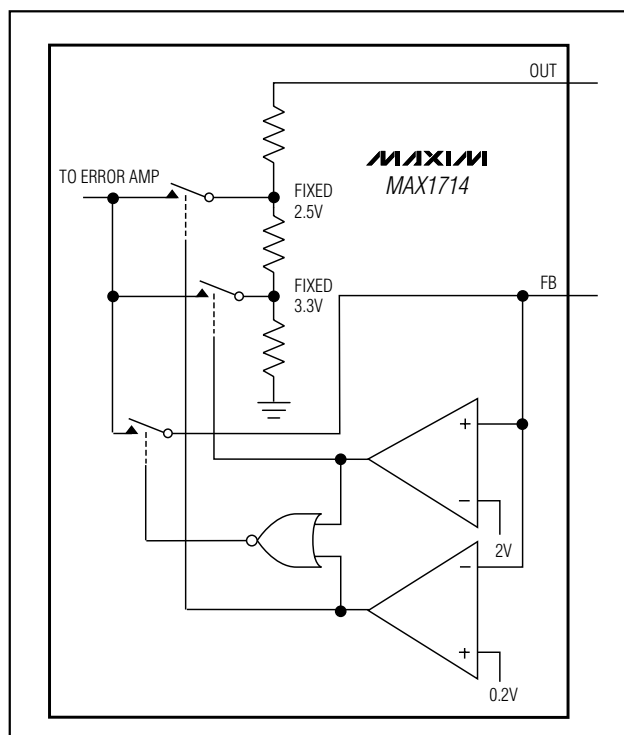 OUT
MAXIM
MAX1714
TO ERROR AMP
FIXED
2.5V
FIXED
3.3V
FB
+
−
2V
−
+
0.2V